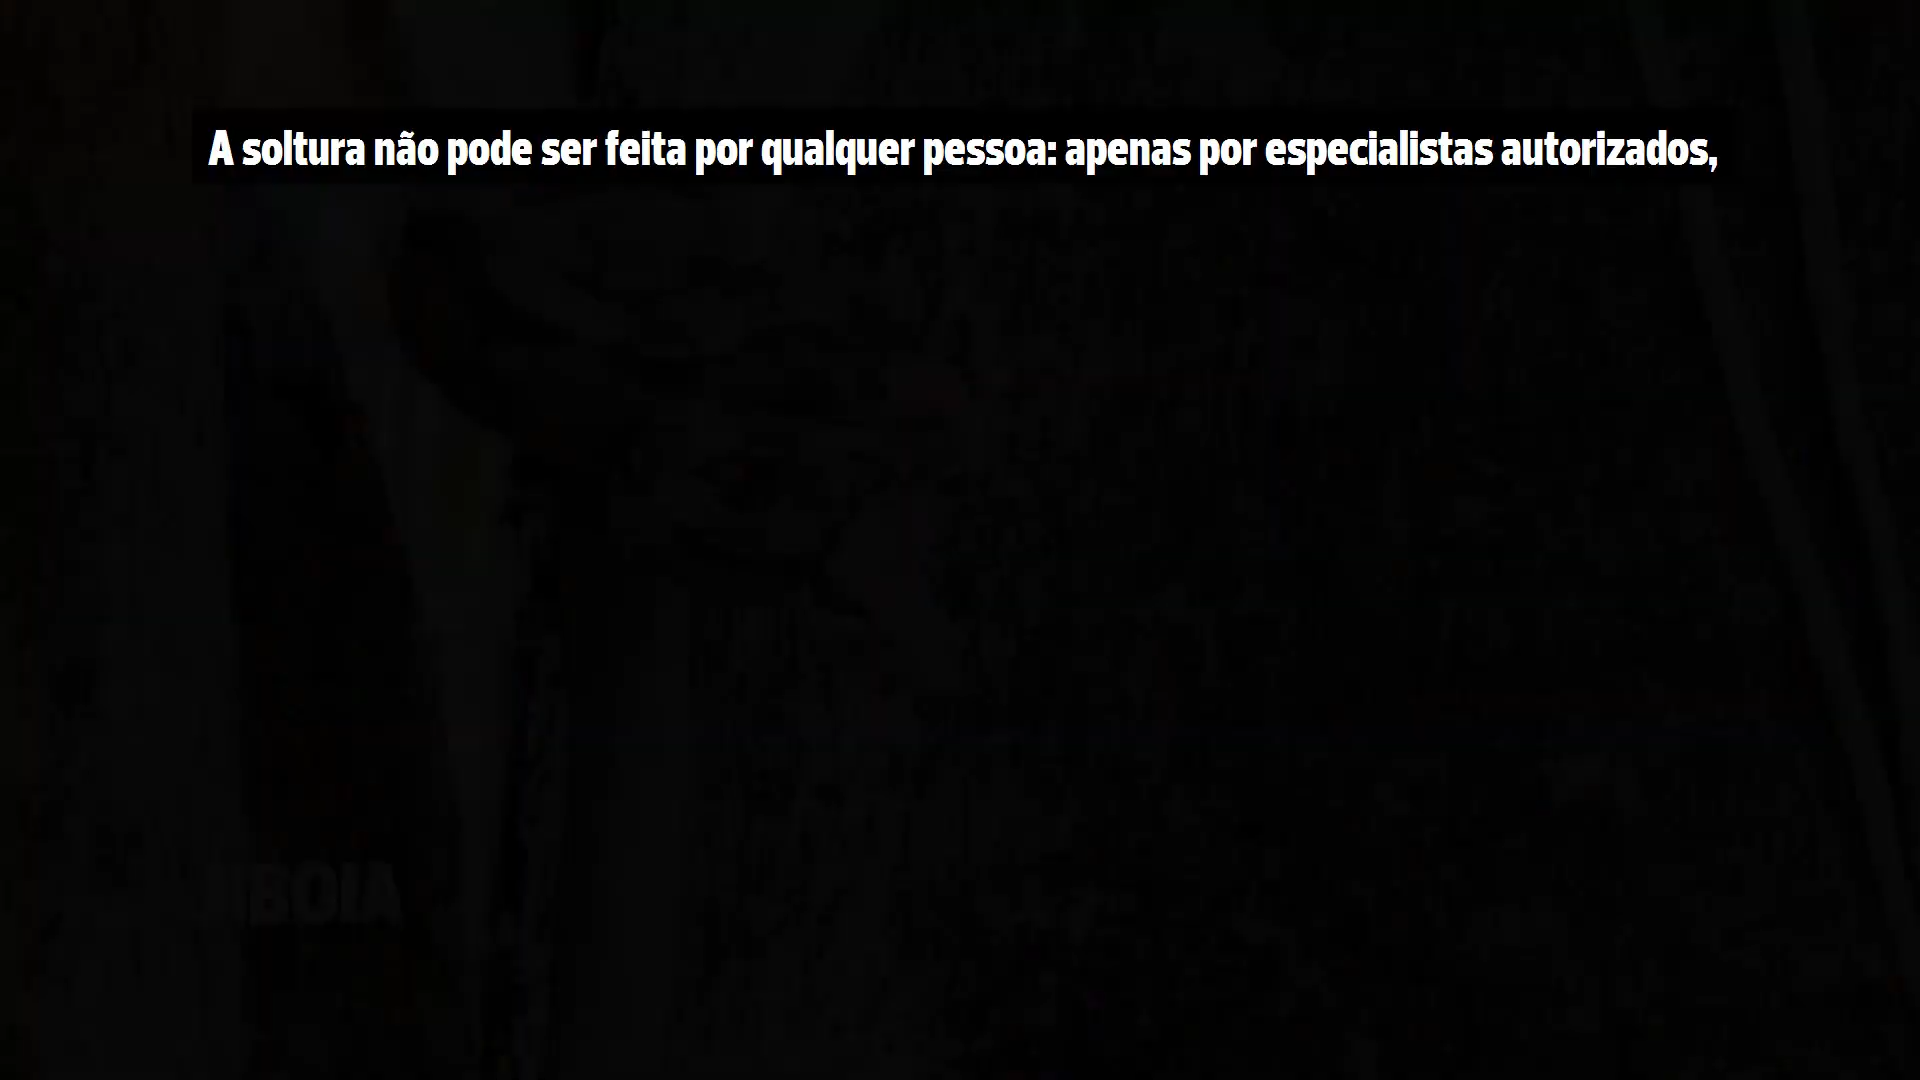 A soltura não pode ser feita por qualquer pessoa: apenas por especialistas autorizados,